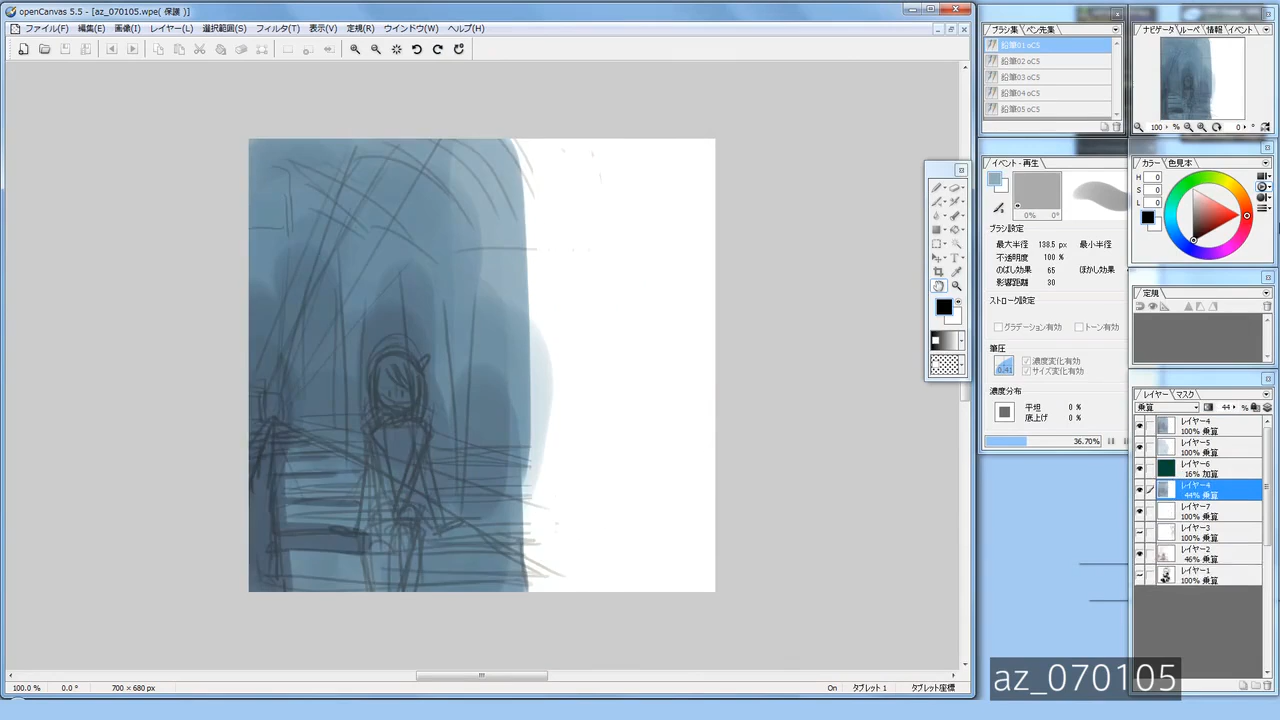 openCanvas 5.5 - [az_070105.wpe( 保護 )]
ファイル(F) 編集(E) 画像(I) レイヤー(L) 選択範囲(S) フィルタ(T) 表示(V) 定規(R) ウインドウ(W) ヘルプ(H)
100.0 % 0.0 ° 700 × 680 px On タブレット 1 タブレット座標
ブラシ集 ペン先集
鉛筆01 oC5
鉛筆02 oC5
鉛筆03 oC5
鉛筆04 oC5
鉛筆05 oC5
イベント - 再生
0% 0°
ブラシ設定
最大半径 138.5 px 最小半径
不透明度 100 %
のばし効果 65 ぼかし効果
影響距離 30
ストローク設定
グラデーション有効 トーン有効
筆圧
0.41 濃度変化有効
サイズ変化有効
濃度分布
平坦 0 %
底上げ 0 %
36.70%
ナビゲータ ルーペ 情報 イベント
100 % 0 °
カラー 色見本
H 0
S 0
L 0
定規
レイヤー マスク
乗算 44 %
レイヤー4
100% 乗算
レイヤー5
100% 乗算
レイヤー6
16% 加算
レイヤー4
44% 乗算
レイヤー7
100% 乗算
レイヤー3
100% 乗算
レイヤー2
46% 乗算
レイヤー1
100% 乗算
az_070105